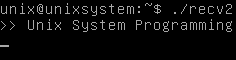 unix@unixsystem:~$ ./recv2
>> Unix System Programming